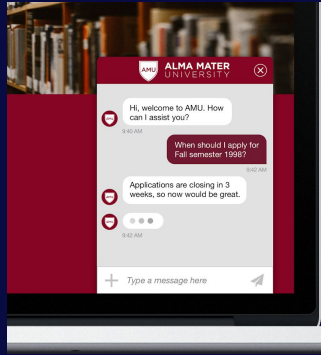 AMU
ALMA MATER
UNIVERSITY
Hi, welcome to AMU. How
can I assist you?
9:42 AM
When should I apply for
Fall semester 1998?
9:42 AM
Applications are closing in 3
weeks, so now would be great.
9:42 AM
Type a message here